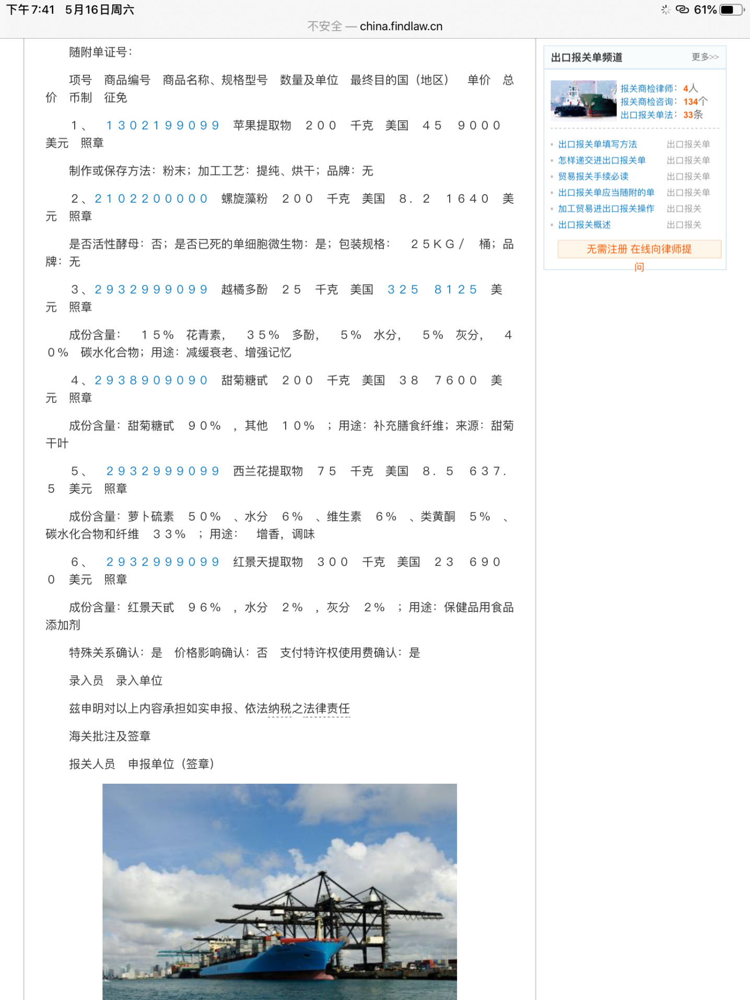 下午7:41 5月16日周六
61%
不安全 — china.findlaw.cn
随附单证号：
项号 商品编号 商品名称、规格型号 数量及单位 最终目的国（地区） 单价 总
价 币制 征免
１、 １３０２１９９０９９ 苹果提取物 ２００ 千克 美国 ４５ ９０００
美元 照章
制作或保存方法：粉末；加工工艺：提纯、烘干；品牌：无
２、２１０２２０００００ 螺旋藻粉 ２００ 千克 美国 ８．２ １６４０ 美
元 照章
是否活性酵母：否；是否已死的单细胞微生物：是；包装规格： ２５ＫＧ／ 桶；品
牌：无
３、２９３２９９９０９９ 越橘多酚 ２５ 千克 美国 ３２５ ８１２５ 美
元 照章
成份含量： １５％ 花青素， ３５％ 多酚， ５％ 水分， ５％ 灰分， ４
０％ 碳水化合物；用途：减缓衰老、增强记忆
４、２９３８９０９０９０ 甜菊糖甙 ２００ 千克 美国 ３８ ７６００ 美
元 照章
成份含量：甜菊糖甙 ９０％ ，其他 １０％ ；用途：补充膳食纤维；来源：甜菊
干叶
５、 ２９３２９９９０９９ 西兰花提取物 ７５ 千克 美国 ８．５ ６３７．
５ 美元 照章
成份含量：萝卜硫素 ５０％ 、水分 ６％ 、维生素 ６％ 、类黄酮 ５％ 、
碳水化合物和纤维 ３３％ ；用途： 增香，调味
６、 ２９３２９９９０９９ 红景天提取物 ３００ 千克 美国 ２３ ６９０
０ 美元 照章
成份含量：红景天甙 ９６％ ，水分 ２％ ，灰分 ２％ ；用途：保健品用食品
添加剂
特殊关系确认：是 价格影响确认：否 支付特许权使用费确认：是
录入员 录入单位
兹申明对以上内容承担如实申报、依法纳税之法律责任
海关批注及签章
报关人员 申报单位（签章）
出口报关单频道 更多>>
报关商检律师：4人
报关商检咨询：134个
出口报关单法：33条
出口报关单填写方法 出口报关单
怎样递交进出口报关单 出口报关单
贸易报关手续必读 出口报关单
出口报关单应当随附的单 出口报关单
加工贸易进出口报关操作 出口报关
出口报关概述 出口报关
无需注册 在线向律师提
问